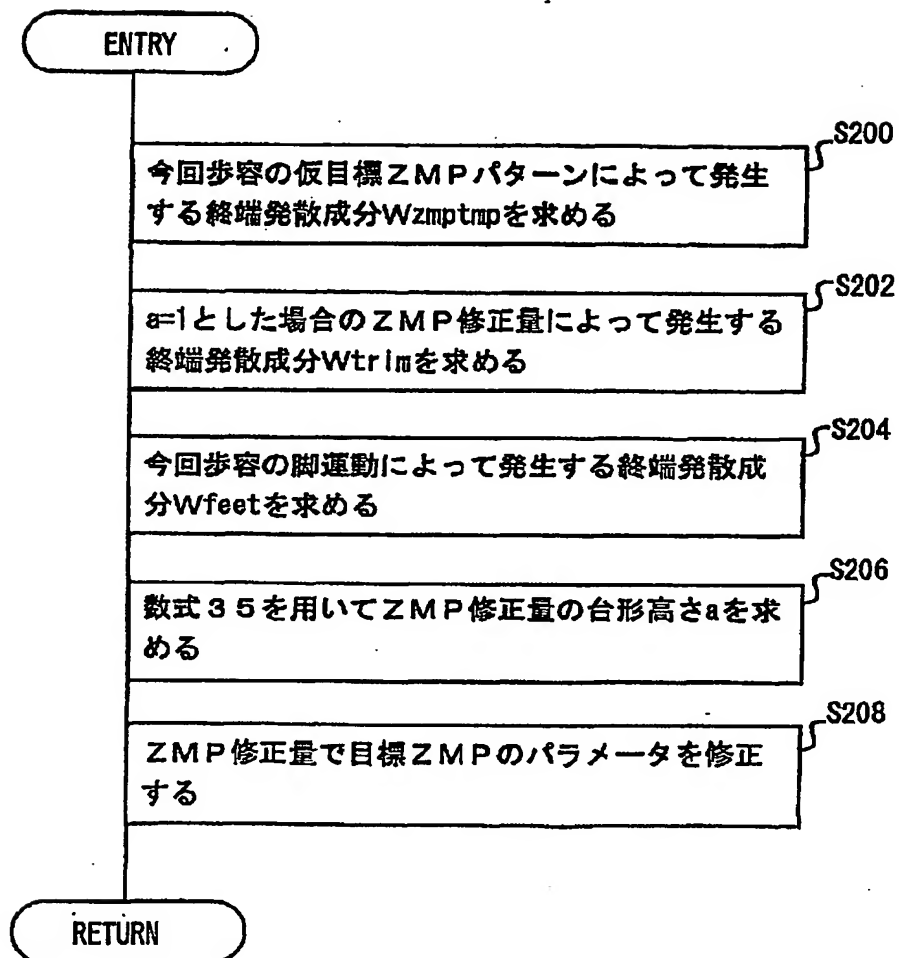 ENTRY
S200
今回歩容の仮目標ZMPパターンによって発生
する終端発散成分Wzmptmpを求める
S202
a=1とした場合のZMP修正量によって発生する
終端発散成分Wtrimを求める
S204
今回歩容の脚運動によって発生する終端発散成
分Wfeetを求める
S206
数式35を用いてZMP修正量の台形高さaを求
める
S208
ZMP修正量で目標ZMPのパラメータを修正
する
RETURN